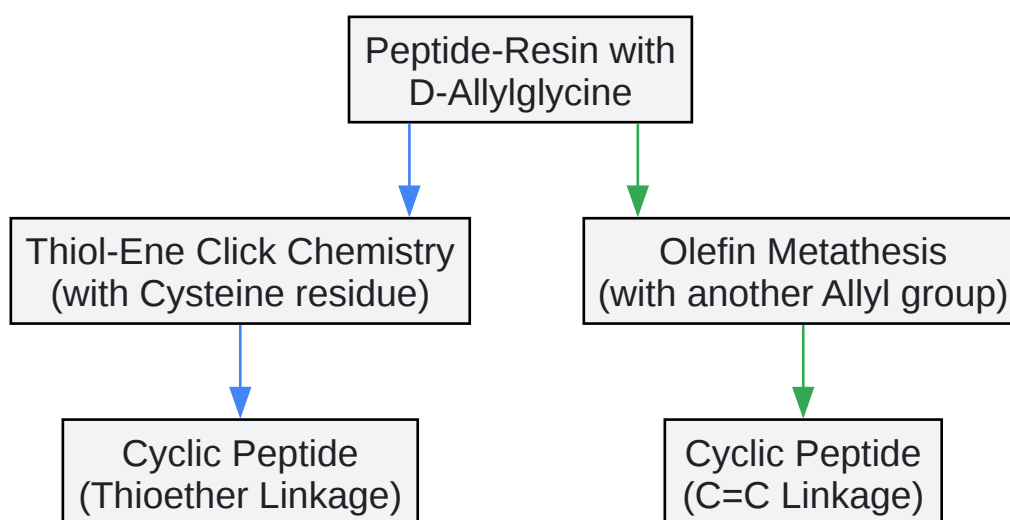 Peptide-Resin with
D-Allylglycine
Thiol-Ene Click Chemistry
(with Cysteine residue)
Olefin Metathesis
(with another Allyl group)
Cyclic Peptide
(Thioether Linkage)
Cyclic Peptide
(C=C Linkage)